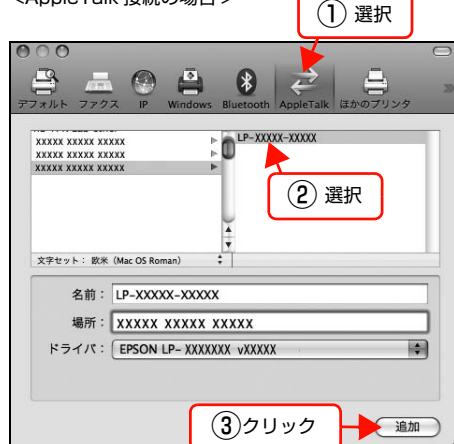 <AppleTalk 接続の場合>
① 選択
デフォルト ファクス IP Windows Bluetooth AppleTalk ほかのプリンタ
XXXXX XXXXX XXXXX
XXXXX XXXXX XXXXX
XXXXX XXXXX XXXXX
LP-XXXXX-XXXXX
② 選択
文字セット： 欧米 (Mac OS Roman)
名前： LP-XXXXX-XXXXX
場所： XXXXX XXXXX XXXXX
ドライバ： EPSON LP- XXXXXXX vXXXXX
③クリック
追加